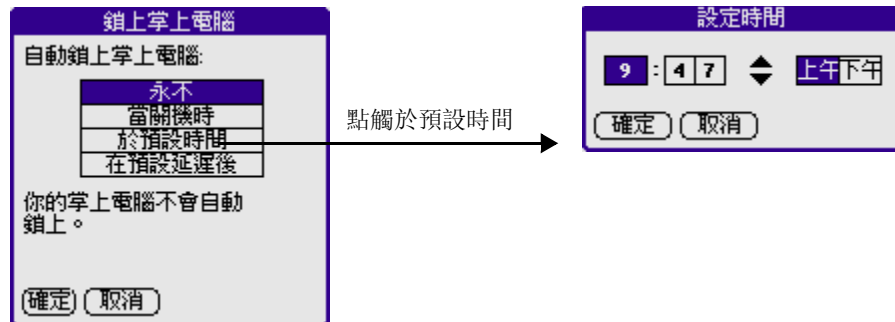 鎖上掌上電腦
自動鎖上掌上電腦:
永不
當關機時
於預設時間
在預設延遲後
你的掌上電腦不會自動
鎖上。
確定 取消
點觸於預設時間
設定時間
9 : 4 7 上午 下午
確定 取消